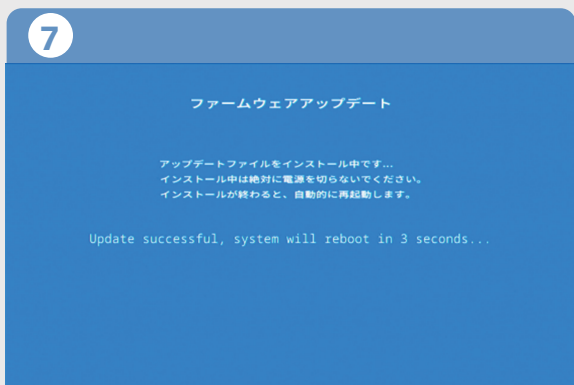 7
ファームウェアアップデート
アップデートファイルをインストール中です...
インストール中は絶対に電源を切らないでください。
インストールが終わると、自動的に再起動します。
Update successful, system will reboot in 3 seconds...